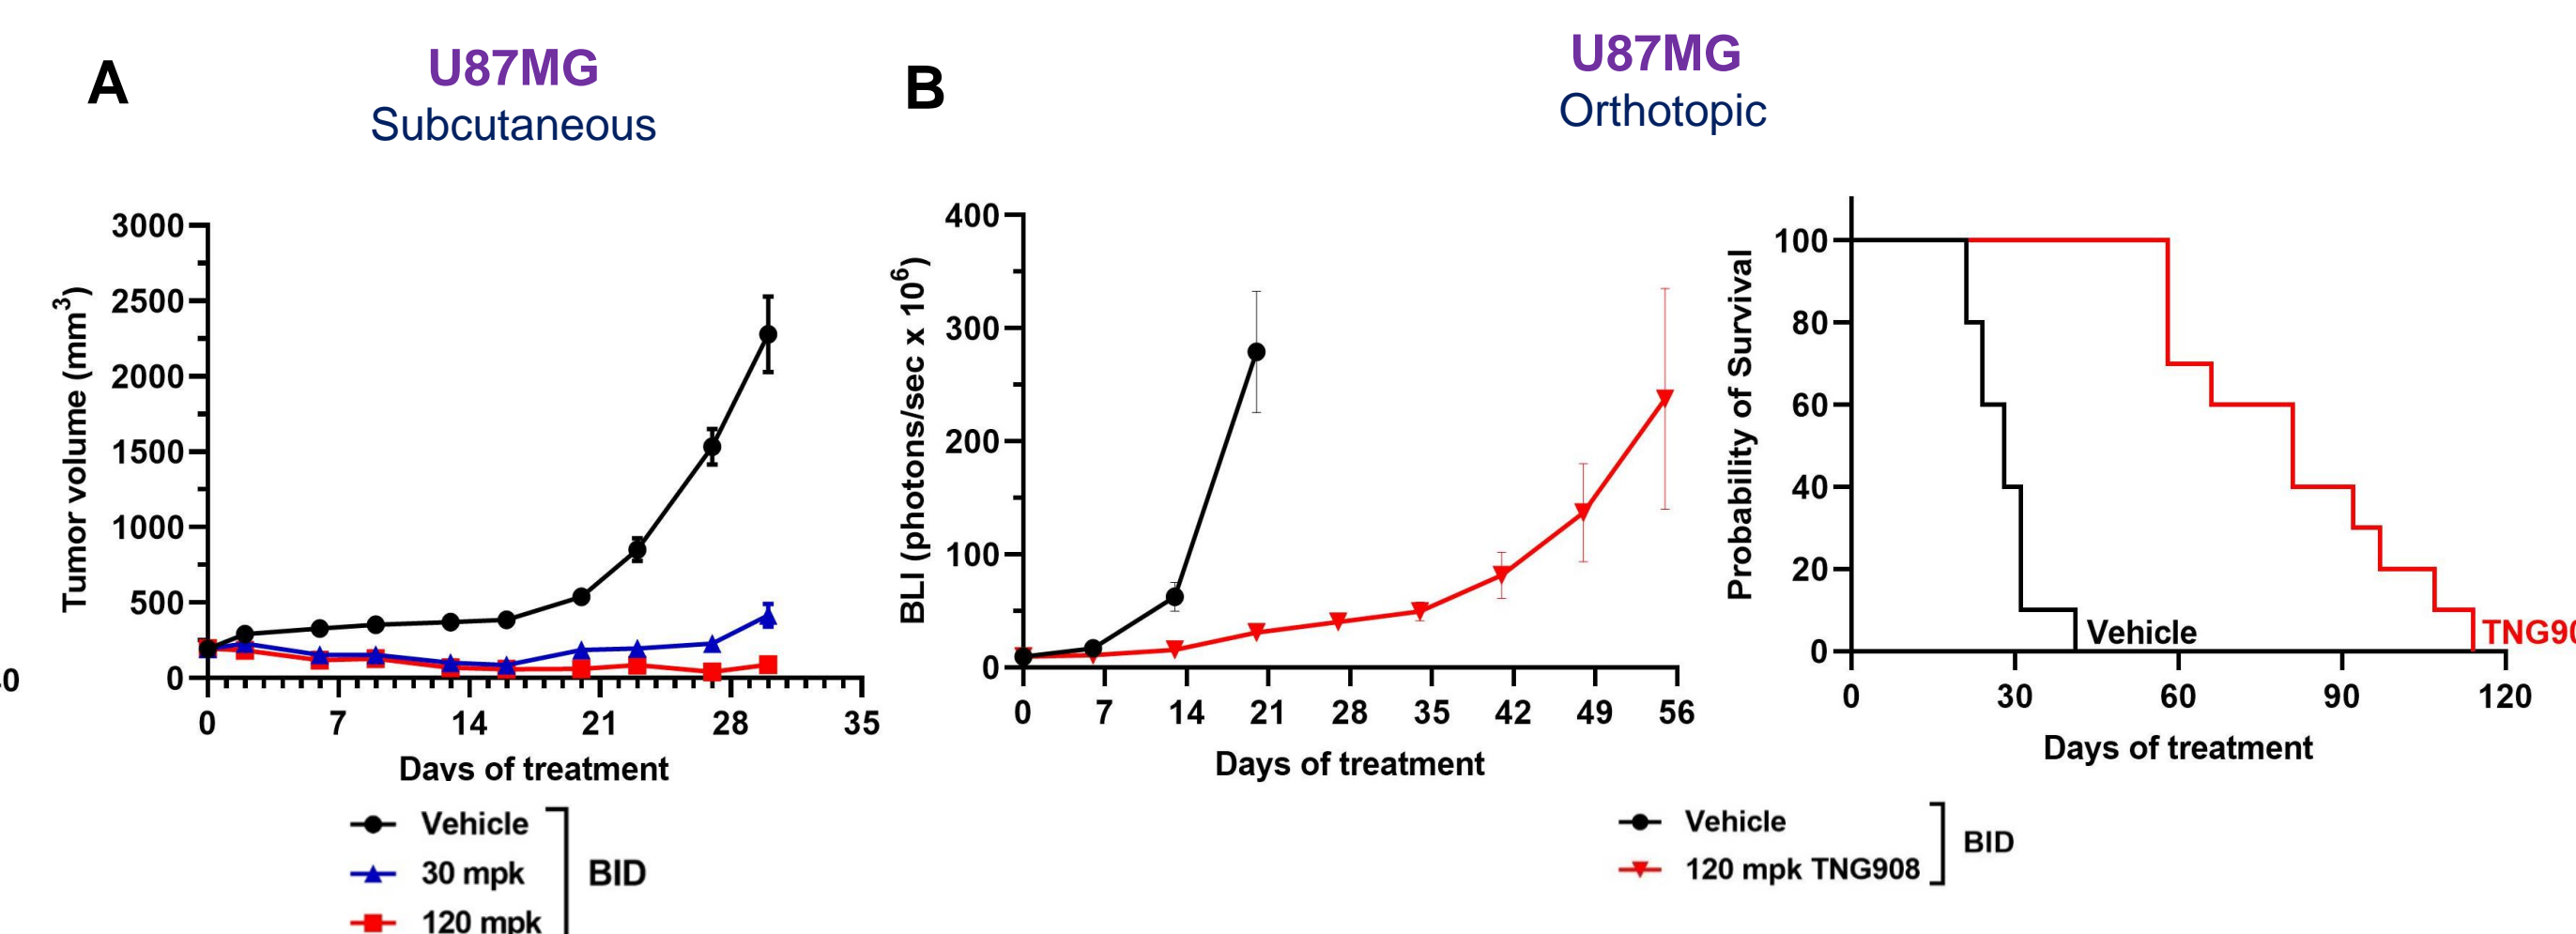 A
U87MG
Subcutaneous
3000
2500
2000
1500
1000
500
0
Tumor volume (mm³)
0 7 14 21 28 35
Days of treatment
Vehicle
30 mpk
120 mpk
BID
B
U87MG
Orthotopic
400
300
200
100
0
BLI (photons/sec x 10⁶)
0 7 14 21 28 35 42 49 56
Days of treatment
100
80
60
40
20
0
Probability of Survival
Vehicle
0 30 60 90 120
Days of treatment
Vehicle
120 mpk TNG908
BID